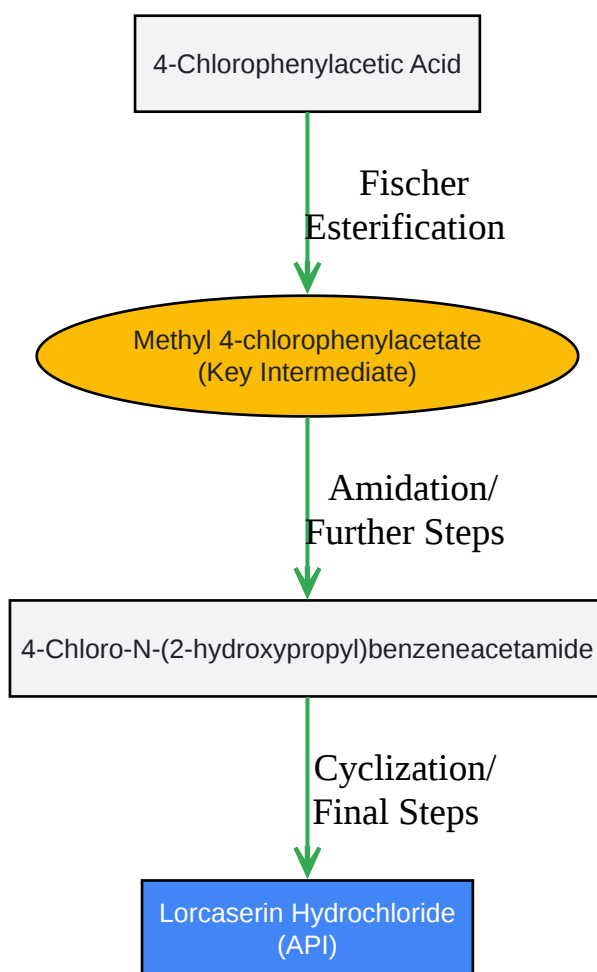 4-Chlorophenylacetic Acid
Fischer
Esterification
Methyl 4-chlorophenylacetate
(Key Intermediate)
Amidation/
Further Steps
4-Chloro-N-(2-hydroxypropyl)benzeneacetamide
Cyclization/
Final Steps
Lorcaserin Hydrochloride
(API)